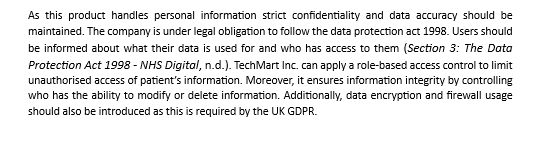 As this product handles personal information strict confidentiality and data accuracy should be
maintained. The company is under legal obligation to follow the data protection act 1998. Users should
be informed about what their data is used for and who has access to them (Section 3: The Data
Protection Act 1998 - NHS Digital, n.d.). TechMart Inc. can apply a role-based access control to limit
unauthorised access of patient's information. Moreover, it ensures information integrity by controlling
who has the ability to modify or delete information. Additionally, data encryption and firewall usage
should also be introduced as this is required by the UK GDPR.